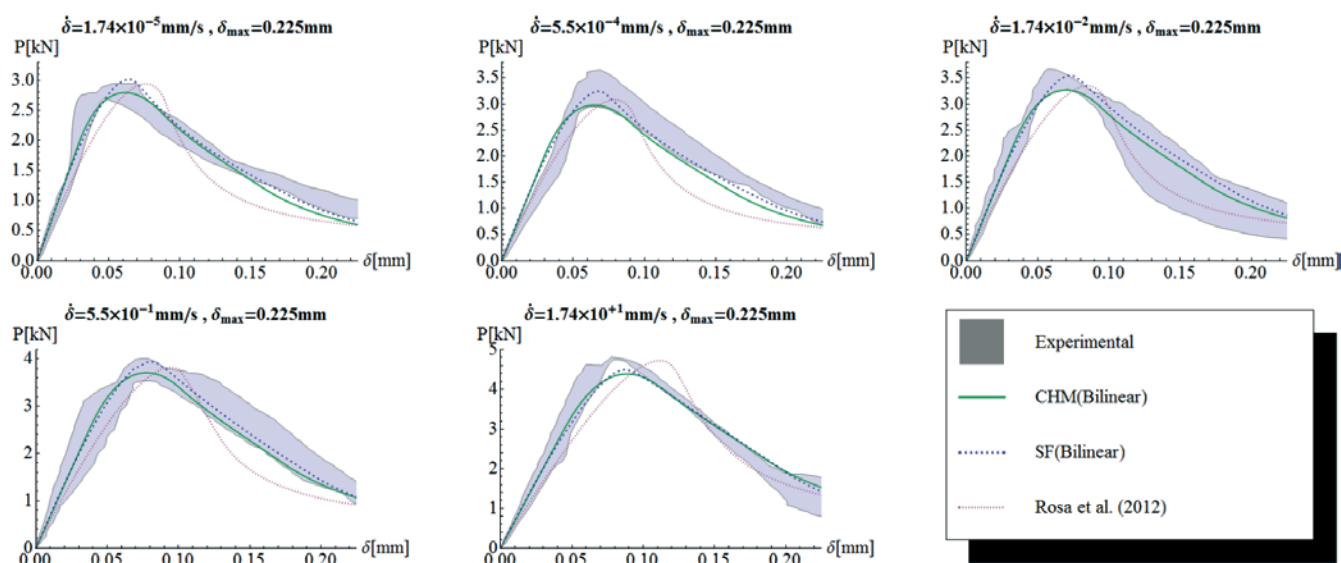 δ̇=1.74×10⁻⁵mm/s , δmax=0.225mm
P[kN]
3.0
2.5
2.0
1.5
1.0
0.5
0.0
0.00 0.05 0.10 0.15 0.20
δ[mm]
δ̇=5.5×10⁻⁴mm/s , δmax=0.225mm
P[kN]
3.5
3.0
2.5
2.0
1.5
1.0
0.5
0.0
0.00 0.05 0.10 0.15 0.20
δ[mm]
δ̇=1.74×10⁻²mm/s , δmax=0.225mm
P[kN]
3.5
3.0
2.5
2.0
1.5
1.0
0.5
0.0
0.00 0.05 0.10 0.15 0.20
δ[mm]
δ̇=5.5×10⁻¹mm/s , δmax=0.225mm
P[kN]
4
3
2
1
0
0.00 0.05 0.10 0.15 0.20
δ[mm]
δ̇=1.74×10⁺¹mm/s , δmax=0.225mm
P[kN]
5
4
3
2
1
0
0.00 0.05 0.10 0.15 0.20
δ[mm]
Experimental
CHM(Bilinear)
SF(Bilinear)
Rosa et al. (2012)